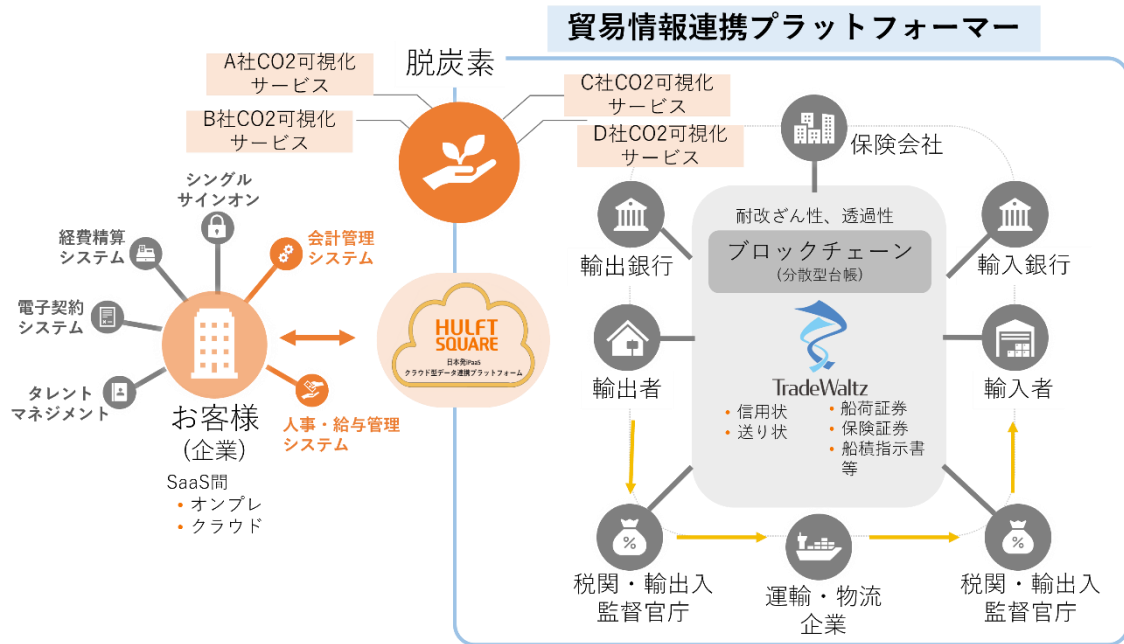 貿易情報連携プラットフォーマー
脱炭素
A社CO2可視化
サービス
B社CO2可視化
サービス
C社CO2可視化
サービス
D社CO2可視化
サービス
シングル
サインオン
経費精算
システム
会計管理
システム
電子契約
システム
タレント
マネジメント
人事・給与管理
システム
お客様
(企業)
SaaS間
• オンプレ
• クラウド
HULFT
SQUARE
日本発iPaaS
クラウド型データ連携プラットフォーム
保険会社
輸出銀行
輸入銀行
耐改ざん性、透過性
ブロックチェーン
(分散型台帳)
輸出者
輸入者
TradeWaltz
• 信用状
• 送り状
• 船荷証券
• 保険証券
• 船積指示書
等
%
税関・輸出入
監督官庁
運輸・物流
企業
%
税関・輸出入
監督官庁